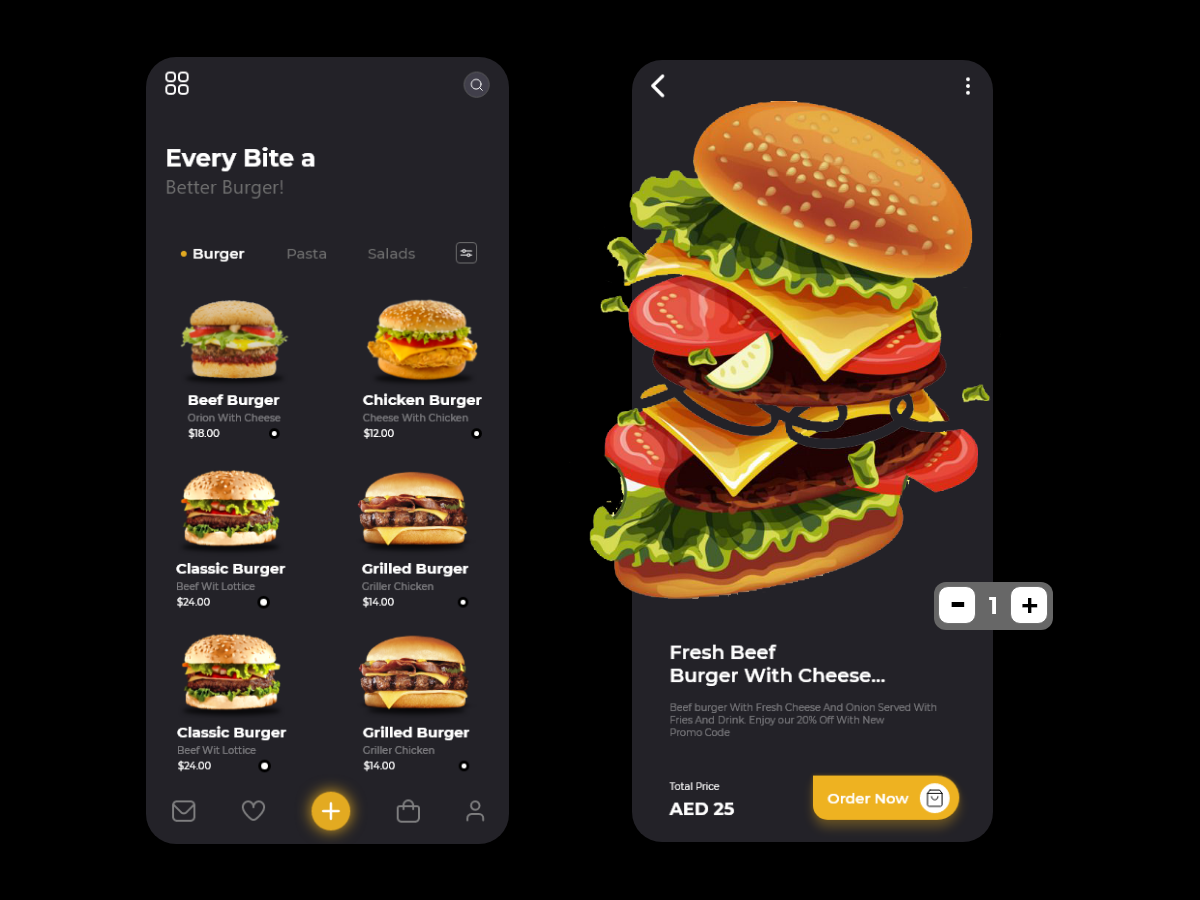 Every Bite a
Better Burger!
Burger Pasta Salads
Beef Burger
Orion With Cheese
$18.00
Chicken Burger
Cheese With Chicken
$12.00
Classic Burger
Beef Wit Lottice
$24.00
Grilled Burger
Griller Chicken
$14.00
Classic Burger
Beef Wit Lottice
$24.00
Grilled Burger
Griller Chicken
$14.00
- 1 +
Fresh Beef
Burger With Cheese...
Beef burger With Fresh Cheese And Onion Served With
Fries And Drink. Enjoy our 20% Off With New
Promo Code
Total Price
AED 25
Order Now